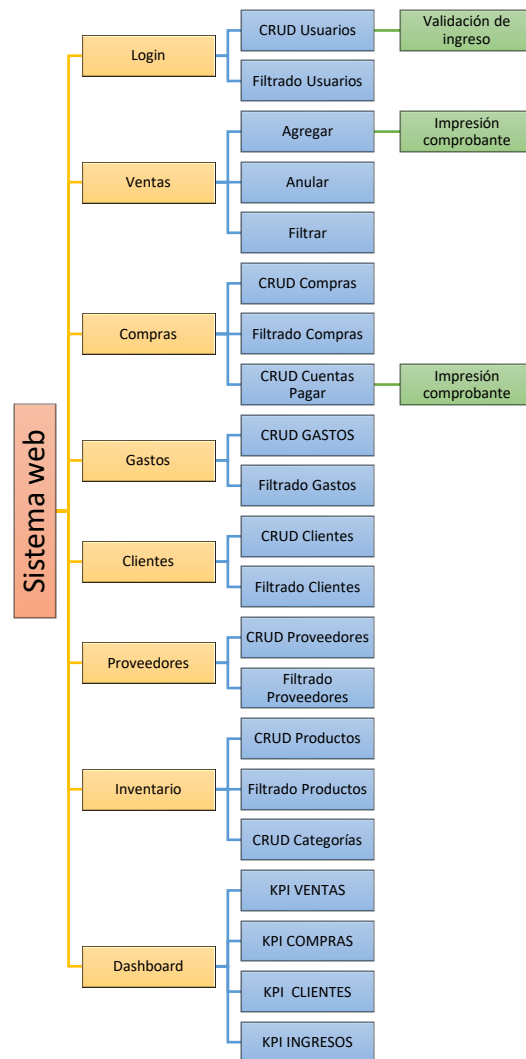 Sistema web
Login
CRUD Usuarios
Validación de
ingreso
Filtrado Usuarios
Ventas
Agregar
Impresión
comprobante
Anular
Filtrar
Compras
CRUD Compras
Filtrado Compras
CRUD Cuentas
Pagar
Impresión
comprobante
Gastos
CRUD GASTOS
Filtrado Gastos
Clientes
CRUD Clientes
Filtrado Clientes
Proveedores
CRUD Proveedores
Filtrado
Proveedores
Inventario
CRUD Productos
Filtrado Productos
CRUD Categorías
Dashboard
KPI VENTAS
KPI COMPRAS
KPI CLIENTES
KPI INGRESOS